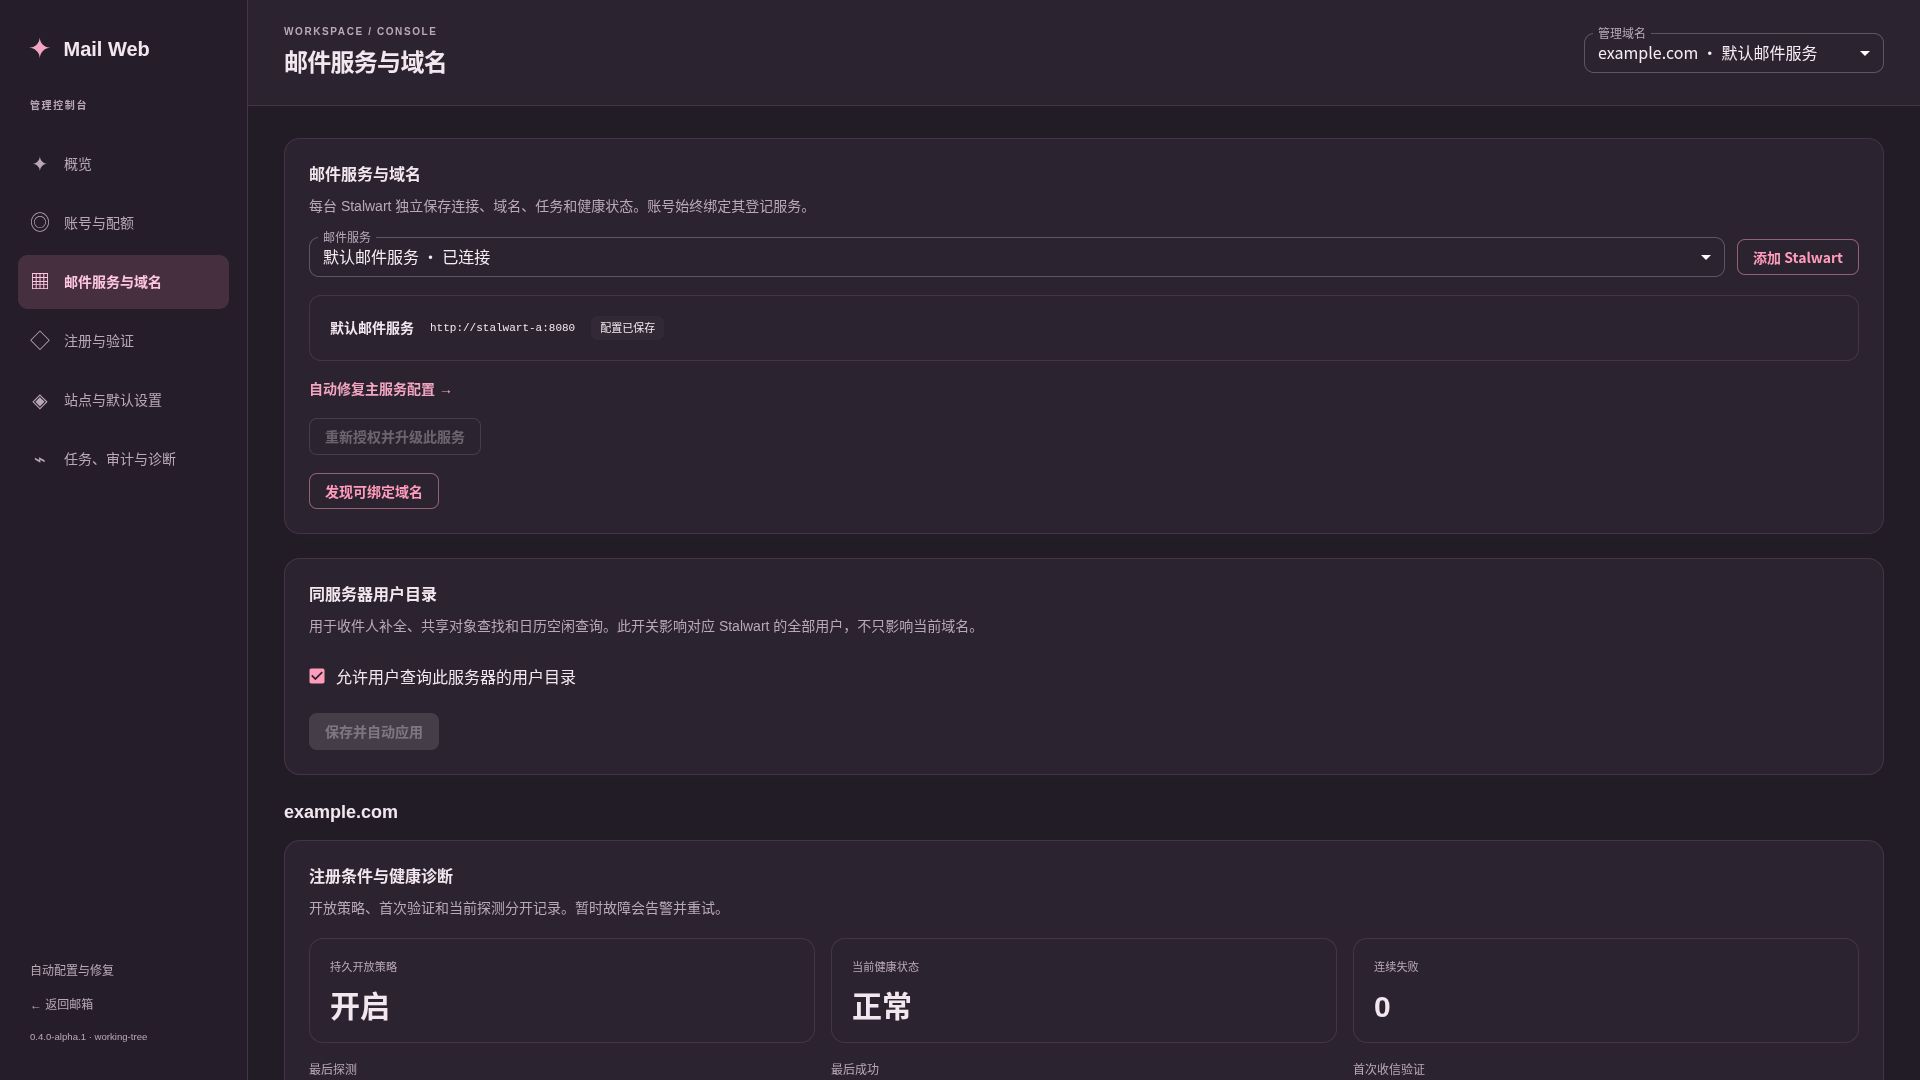 Mail Web
管理控制台
概览
账号与配额
邮件服务与域名
注册与验证
站点与默认设置
任务、审计与诊断
自动配置与修复
← 返回邮箱
0.4.0-alpha.1 · working-tree
WORKSPACE / CONSOLE
邮件服务与域名
管理域名
example.com · 默认邮件服务
邮件服务与域名
每台 Stalwart 独立保存连接、域名、任务和健康状态。账号始终绑定其登记服务。
邮件服务
默认邮件服务 · 已连接
添加 Stalwart
默认邮件服务 http://stalwart-a:8080 配置已保存
自动修复主服务配置 →
重新授权并升级此服务
发现可绑定域名
同服务器用户目录
用于收件人补全、共享对象查找和日历空闲查询。此开关影响对应 Stalwart 的全部用户，不只影响当前域名。
允许用户查询此服务器的用户目录
保存并自动应用
example.com
注册条件与健康诊断
开放策略、首次验证和当前探测分开记录。暂时故障会告警并重试。
持久开放策略
开启
当前健康状态
正常
连续失败
0
最后探测
最后成功
首次收信验证